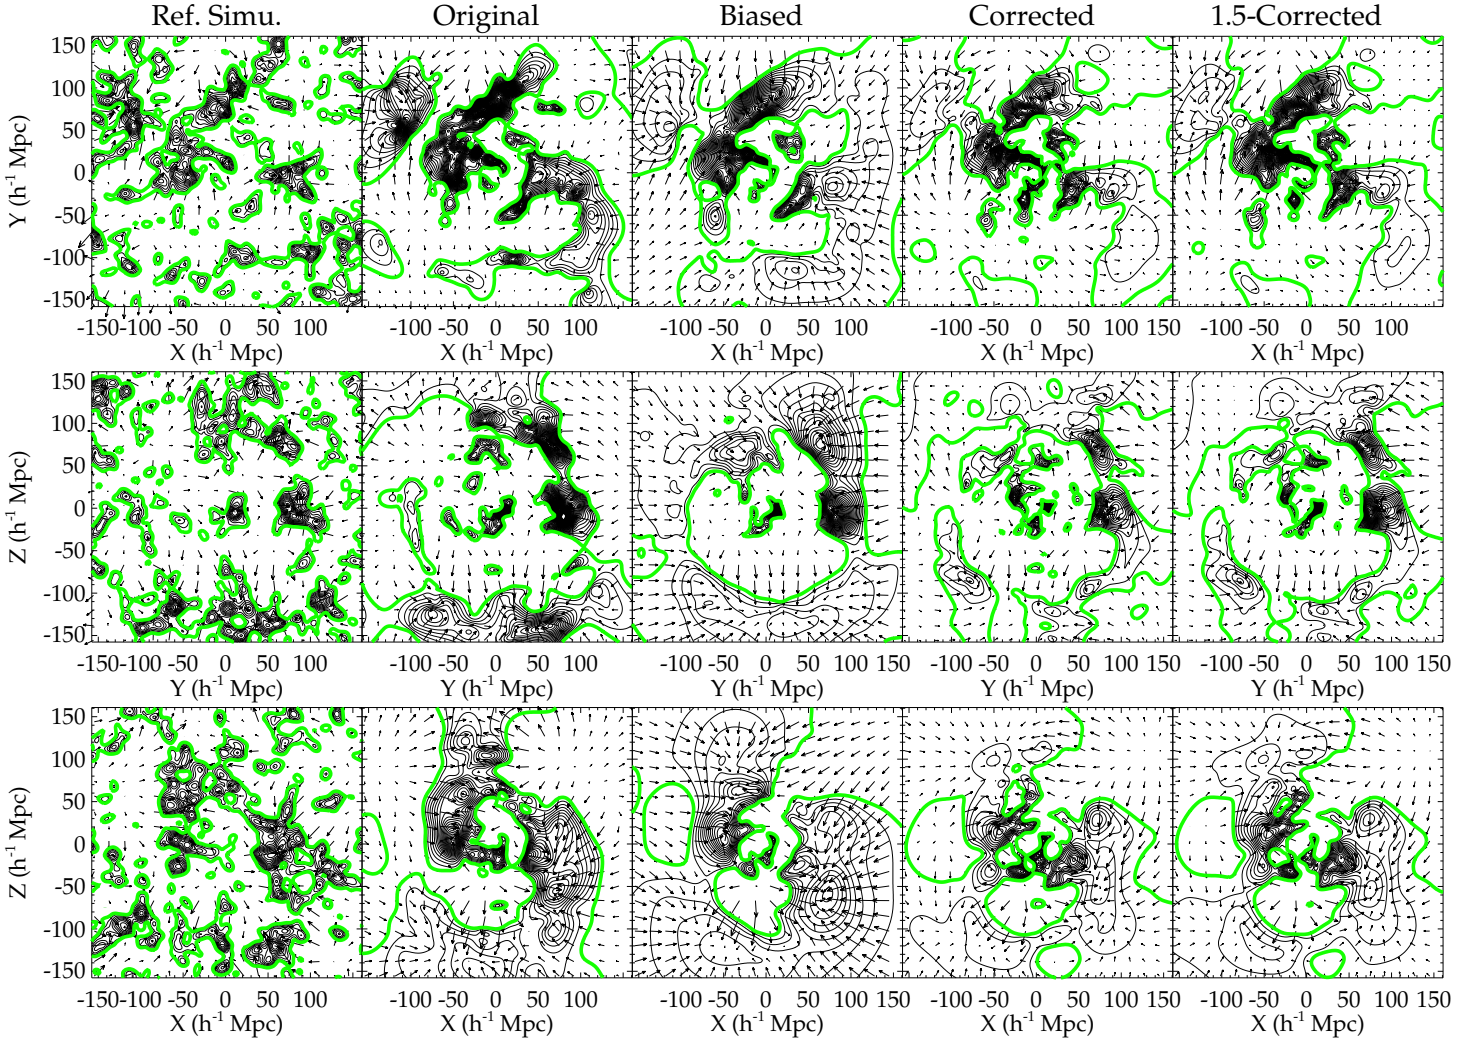 Ref. Simu. Original Biased Corrected 1.5-Corrected
150
100
50
0
-50
-100
-150
Y (h-1 Mpc)
-150-100 -50 0 50 100 -100 -50 0 50 100 -100 -50 0 50 100 -100 -50 0 50 100 150 -100 -50 0 50 100
X (h-1 Mpc) X (h-1 Mpc) X (h-1 Mpc) X (h-1 Mpc) X (h-1 Mpc)
150
100
50
0
-50
-100
-150
Z (h-1 Mpc)
-150-100 -50 0 50 100 -100 -50 0 50 100 -100 -50 0 50 100 -100 -50 0 50 100 150 -100 -50 0 50 100 150
Y (h-1 Mpc) Y (h-1 Mpc) Y (h-1 Mpc) Y (h-1 Mpc) Y (h-1 Mpc)
150
100
50
0
-50
-100
-150
Z (h-1 Mpc)
-150-100 -50 0 50 100 -100 -50 0 50 100 -100 -50 0 50 100 -100 -50 0 50 100 150 -100 -50 0 50 100 150
X (h-1 Mpc) X (h-1 Mpc) X (h-1 Mpc) X (h-1 Mpc) X (h-1 Mpc)